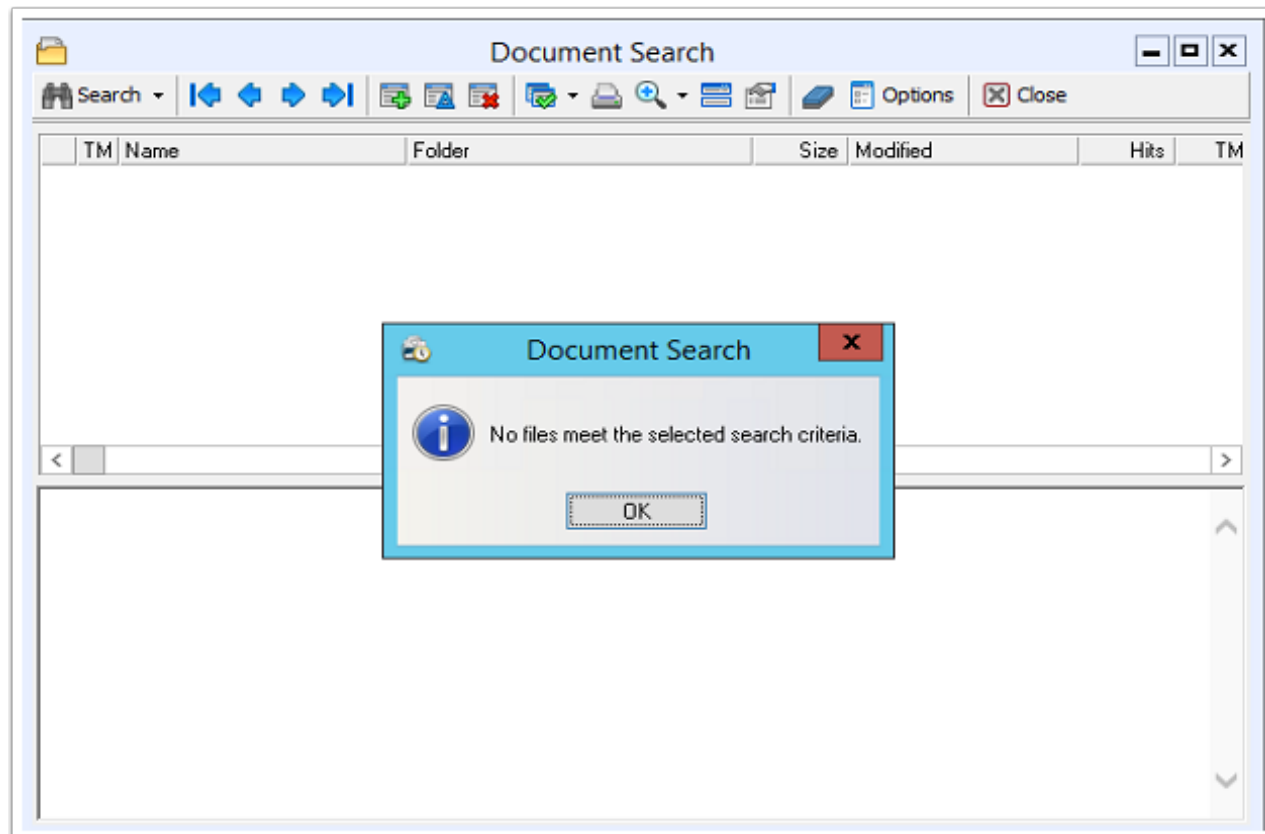 Document Search
Search Options Close
TM Name Folder Size Modified Hits TM
Document Search
No files meet the selected search criteria.
OK